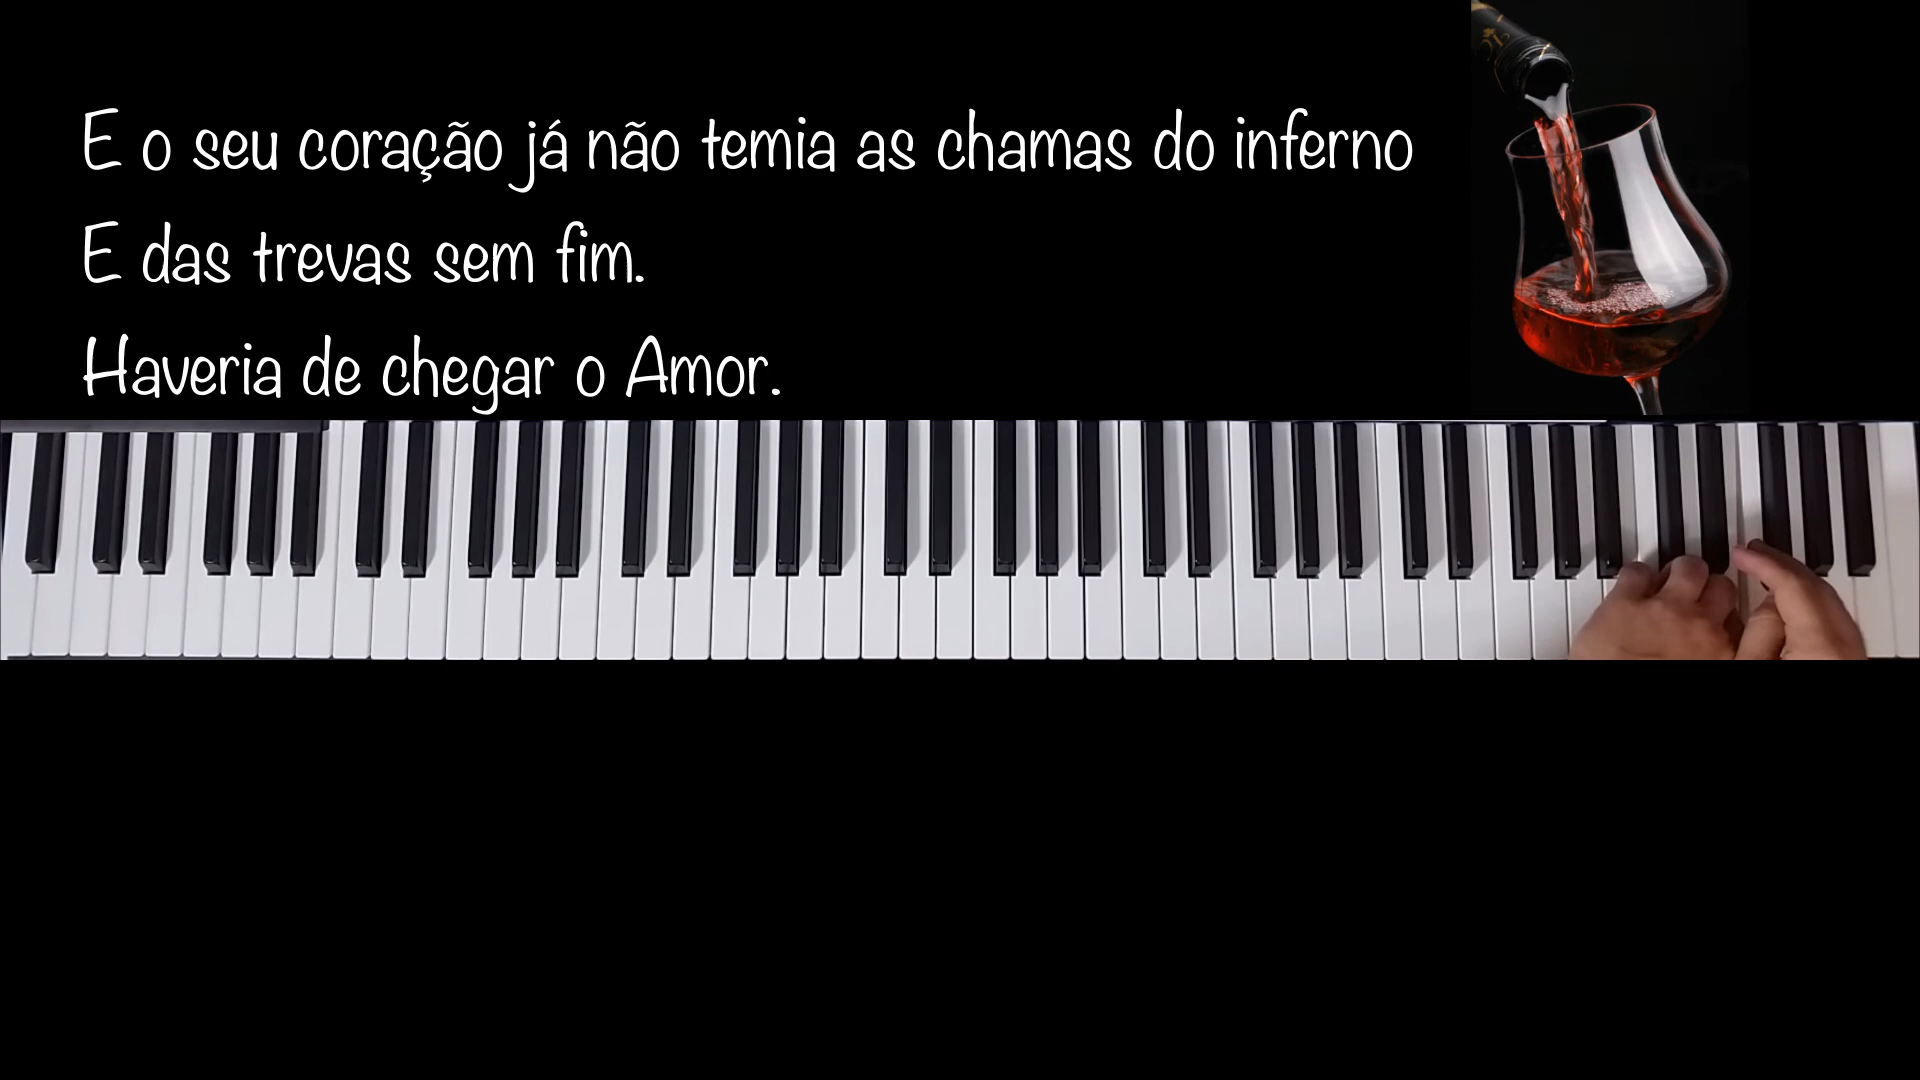 E o seu coração já não temia as chamas do inferno
E das trevas sem fim.
Haveria de chegar o Amor.